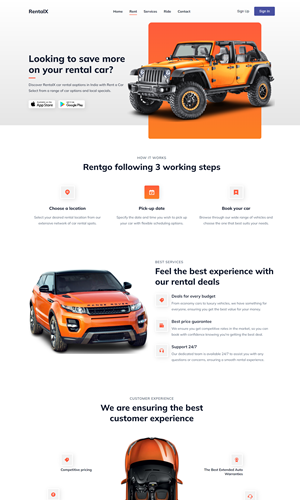 RentalX
Home Rent Services Ride Contact
Sign Up Sign In
Looking to save more
on your rental car?
Discover RentalX car rental options in India with Rent a Car
Select from a range of car options and local specials.
App Store Google Play
HOW IT WORKS
Rentgo following 3 working steps
Choose a location
Pick-up date
Book your car
Select your desired rental location from our
extensive network of car rental spots
Specify the date and time you wish to pick up
your car with flexible scheduling options
Browse through our wide range of vehicles and
choose the one that best suits your needs
BEST SERVICES
Feel the best experience with
our rental deals
Deals for every budget
From economy cars to luxury vehicles, we have something for
everyone, ensuring you get the best value for your money
Best price guarantee
We ensure you get competitive rates in the market, so you can
book with confidence knowing you're getting the best deal.
Support 24/7
Our dedicated team is available 24/7 to assist you with any
questions or concerns, ensuring a smooth rental experience.
CUSTOMER EXPERIENCE
We are ensuring the best
customer experience
Competitive pricing
The Best Extended Auto
Warranties